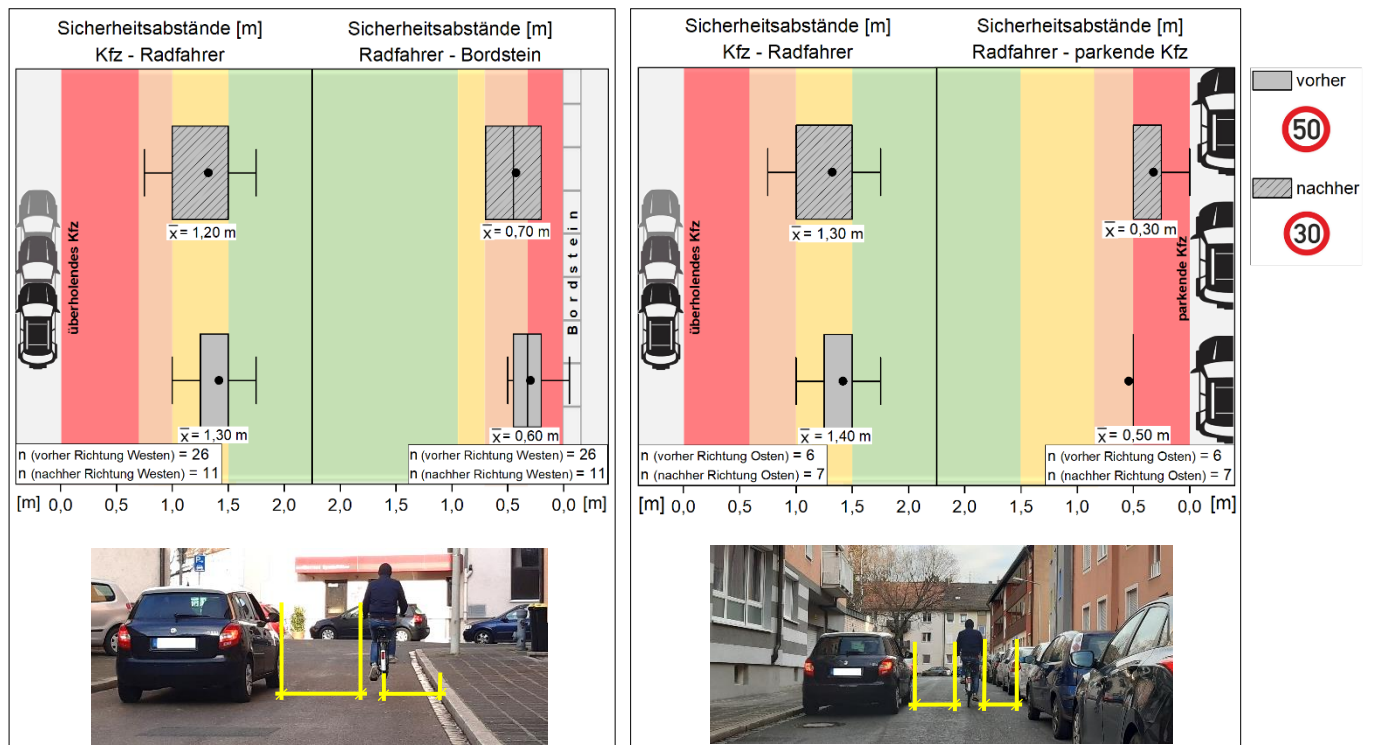 Sicherheitsabstände [m]
Kfz - Radfahrer
Sicherheitsabstände [m]
Radfahrer - Bordstein
überholendes Kfz
Bordstein
x̅ = 1,20 m
x̅ = 0,70 m
x̅ = 1,30 m
x̅ = 0,60 m
n (vorher Richtung Westen) = 26
n (nachher Richtung Westen) = 11
n (vorher Richtung Westen) = 26
n (nachher Richtung Westen) = 11
[m] 0,0 0,5 1,0 1,5 2,0 2,0 1,5 1,0 0,5 0,0 [m]
Sicherheitsabstände [m]
Kfz - Radfahrer
Sicherheitsabstände [m]
Radfahrer - parkende Kfz
überholendes Kfz
parkende Kfz
x̅ = 1,30 m
x̅ = 0,30 m
x̅ = 1,40 m
x̅ = 0,50 m
n (vorher Richtung Osten) = 6
n (nachher Richtung Osten) = 7
n (vorher Richtung Osten) = 6
n (nachher Richtung Osten) = 7
[m] 0,0 0,5 1,0 1,5 2,0 2,0 1,5 1,0 0,5 0,0 [m]
vorher
50
nachher
30
P